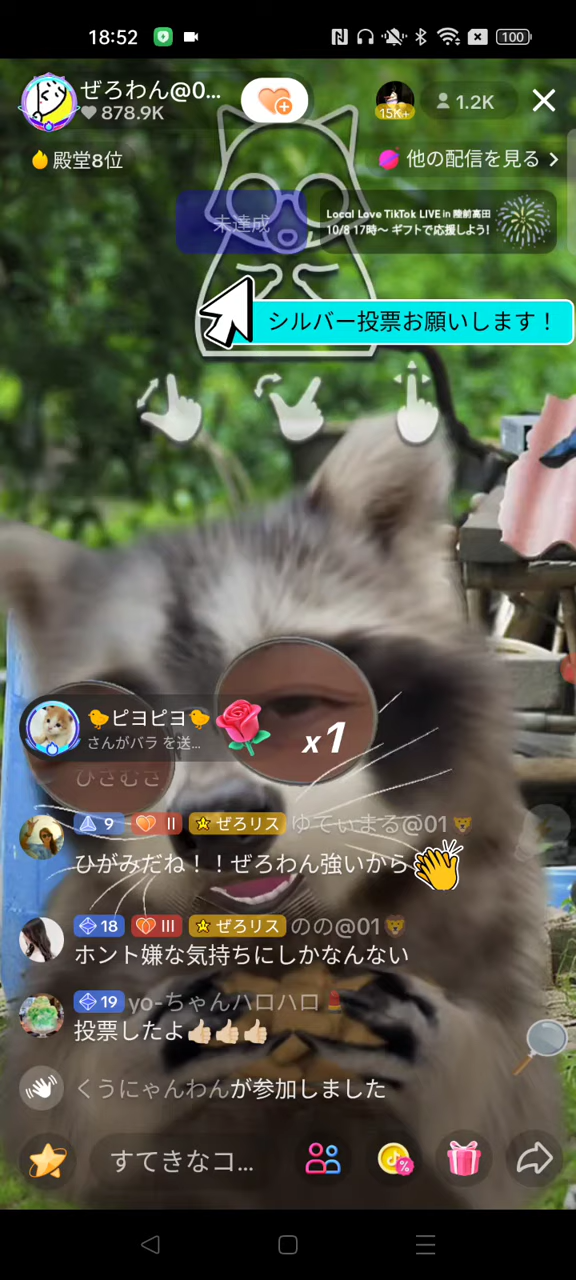 18:52
100
ぜろわん@0...
878.9K
15K+
1.2K
殿堂8位
他の配信を見る
未達成
Local Love TikTok LIVE in 陸前高田
10/8 17時〜 ギフトで応援しよう!
シルバー投票お願いします！
🐤ピヨピヨ🐤
さんがバラ を送...
x1
ひさむさ
9 II ぜろリス ゆてぃまる@01🦁
ひがみだね！！ぜろわん強いから👏
18 III ぜろリス のの@01🦁
ホント嫌な気持ちにしかなんない
19 yo-ちゃんハロハロ💄
投票したよ👍🏻👍🏻👍🏻
くうにゃんわんが参加しました
すてきなコ...